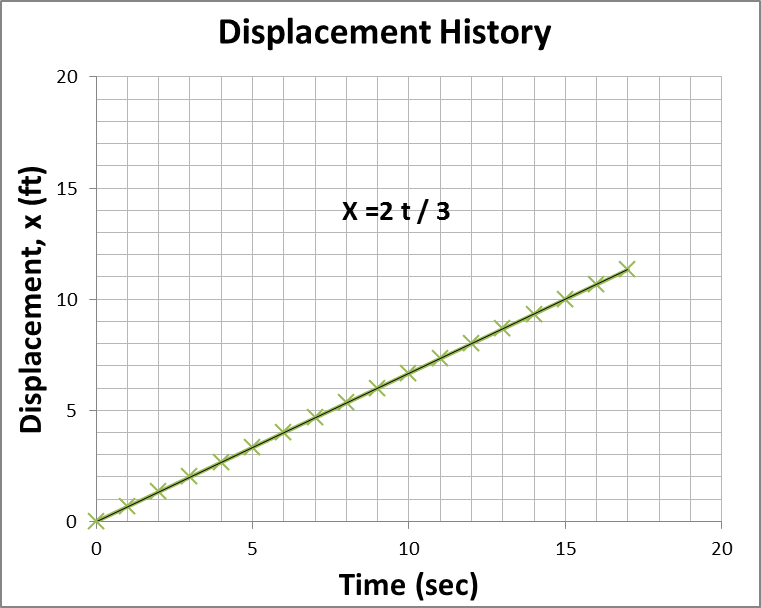 Displacement History
20
15
10
5
0
Displacement, x (ft)
X =2 t / 3
0 5 10 15 20
Time (sec)